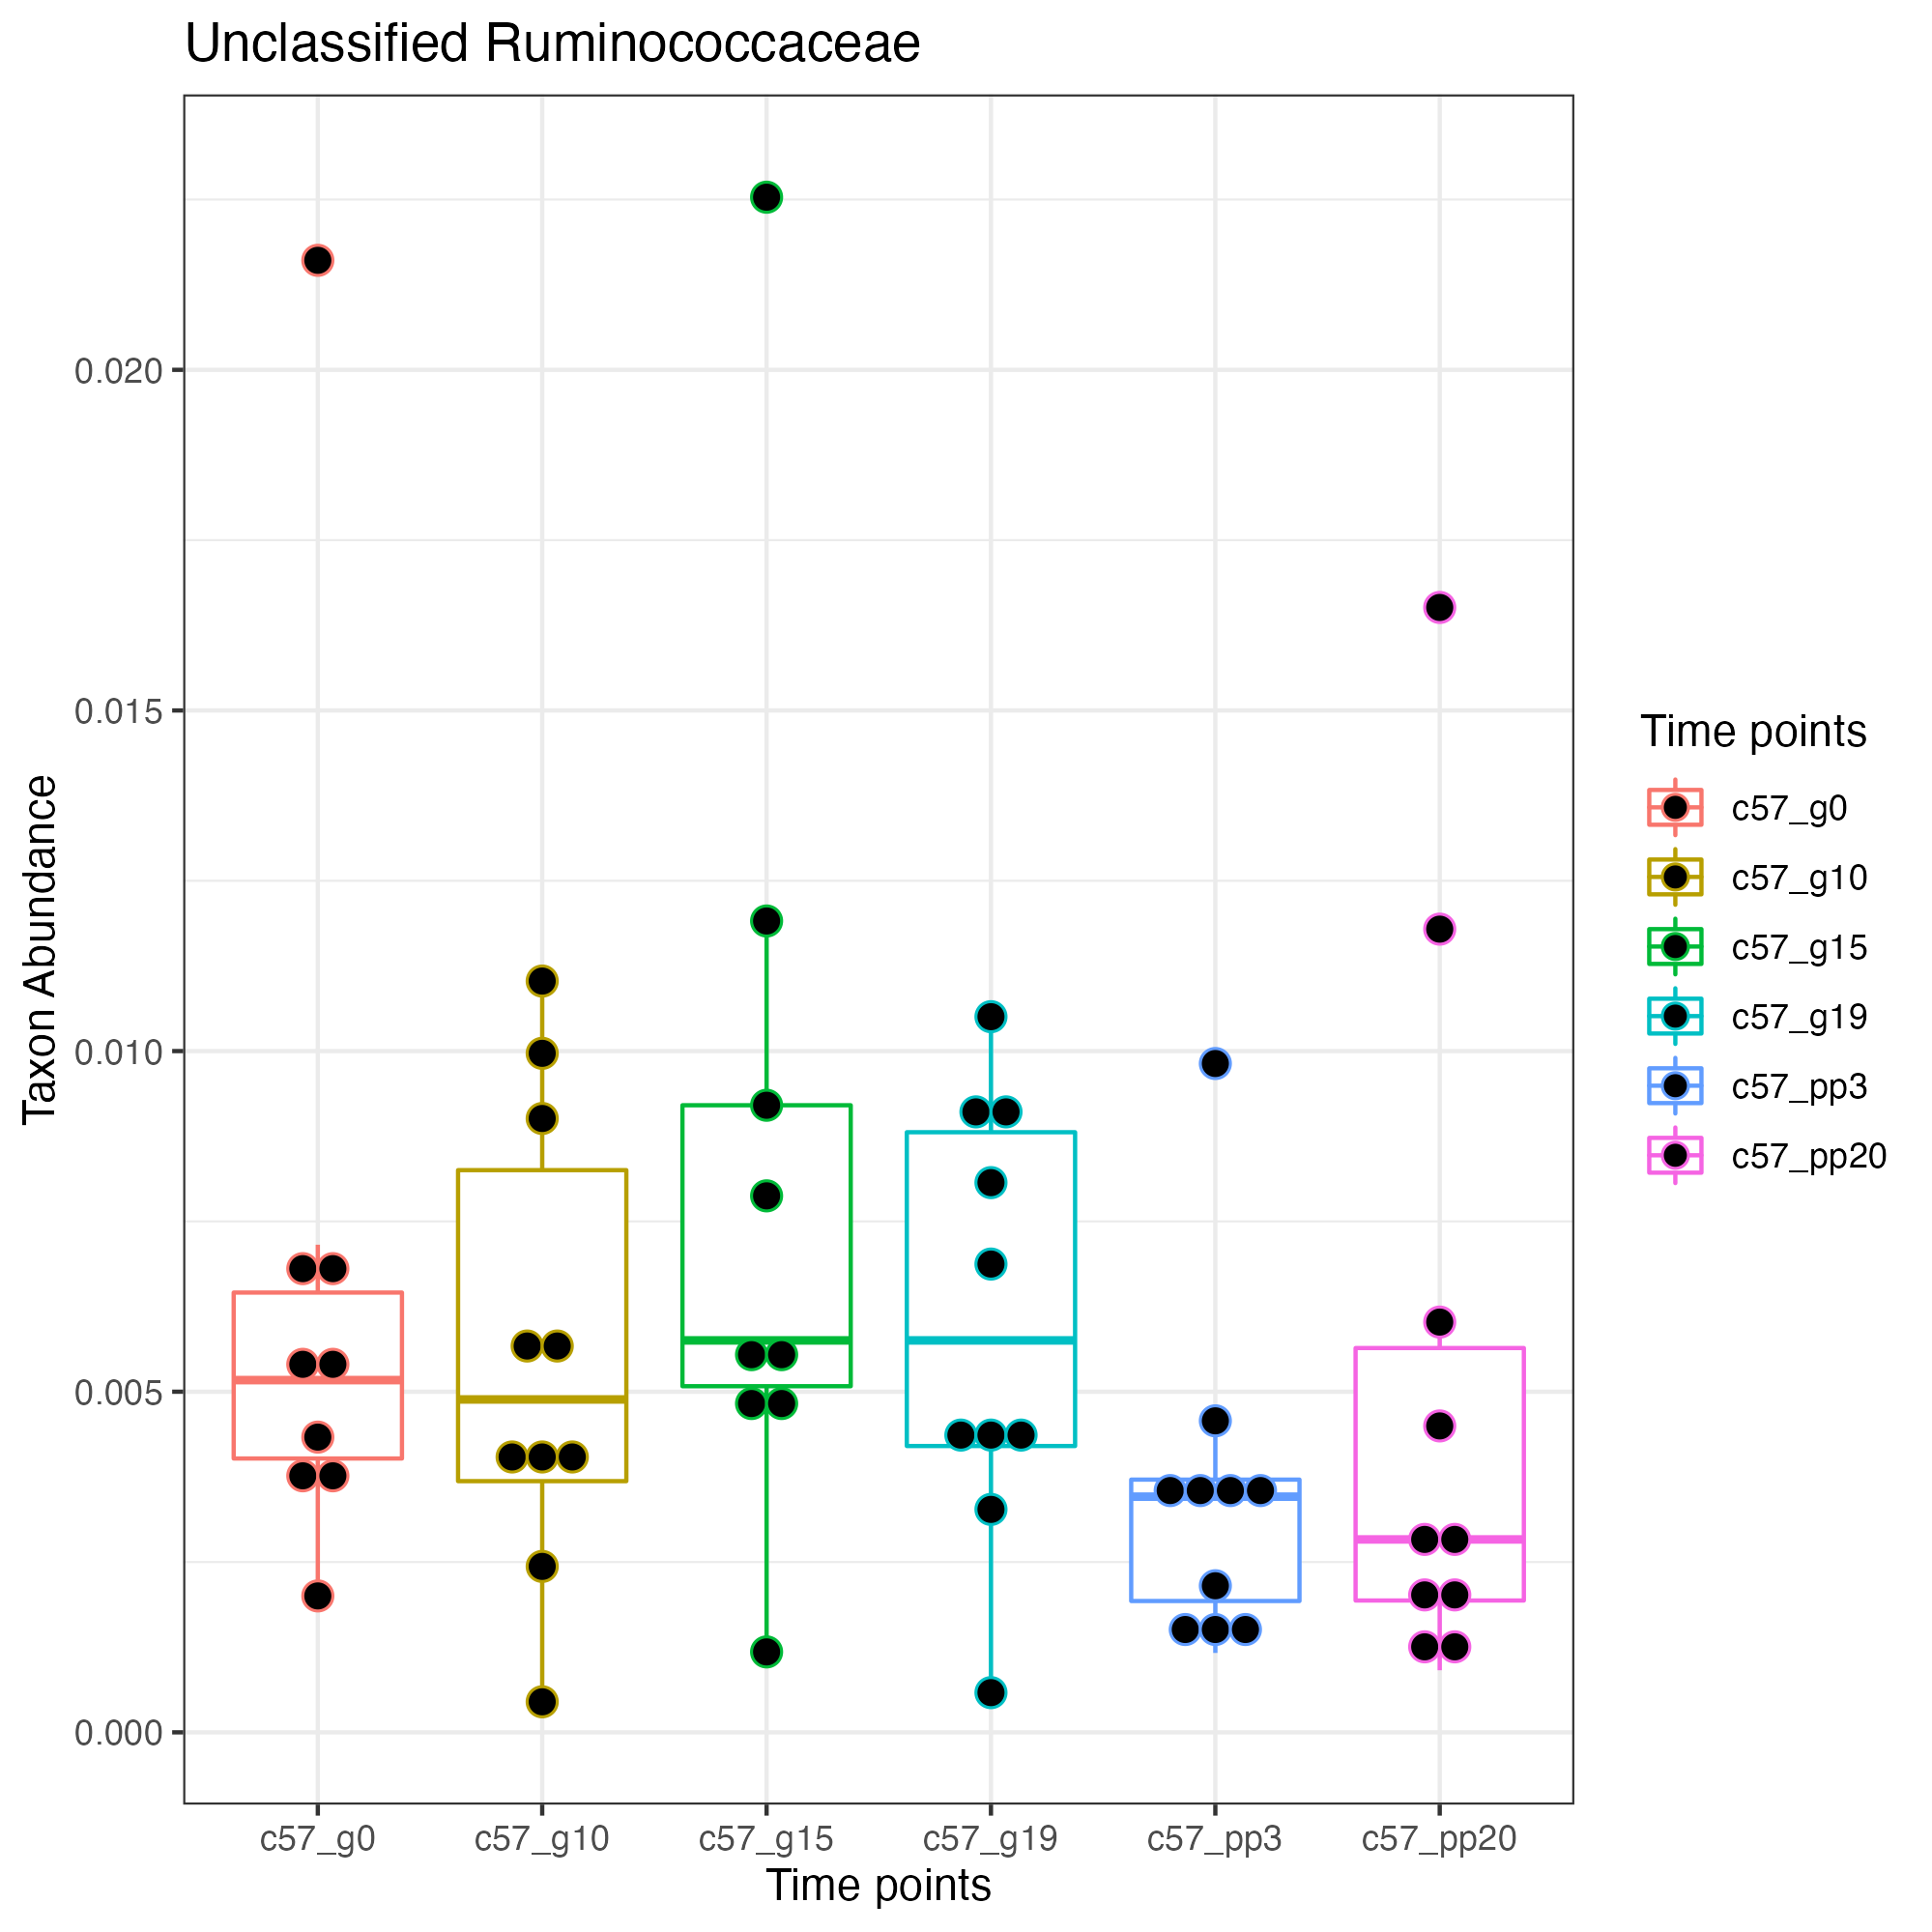 Unclassified Ruminococcaceae
Taxon Abundance
0.020
0.015
0.010
0.005
0.000
c57_g0
c57_g10
c57_g15
c57_g19
c57_pp3
c57_pp20
Time points
Time points
c57_g0
c57_g10
c57_g15
c57_g19
c57_pp3
c57_pp20